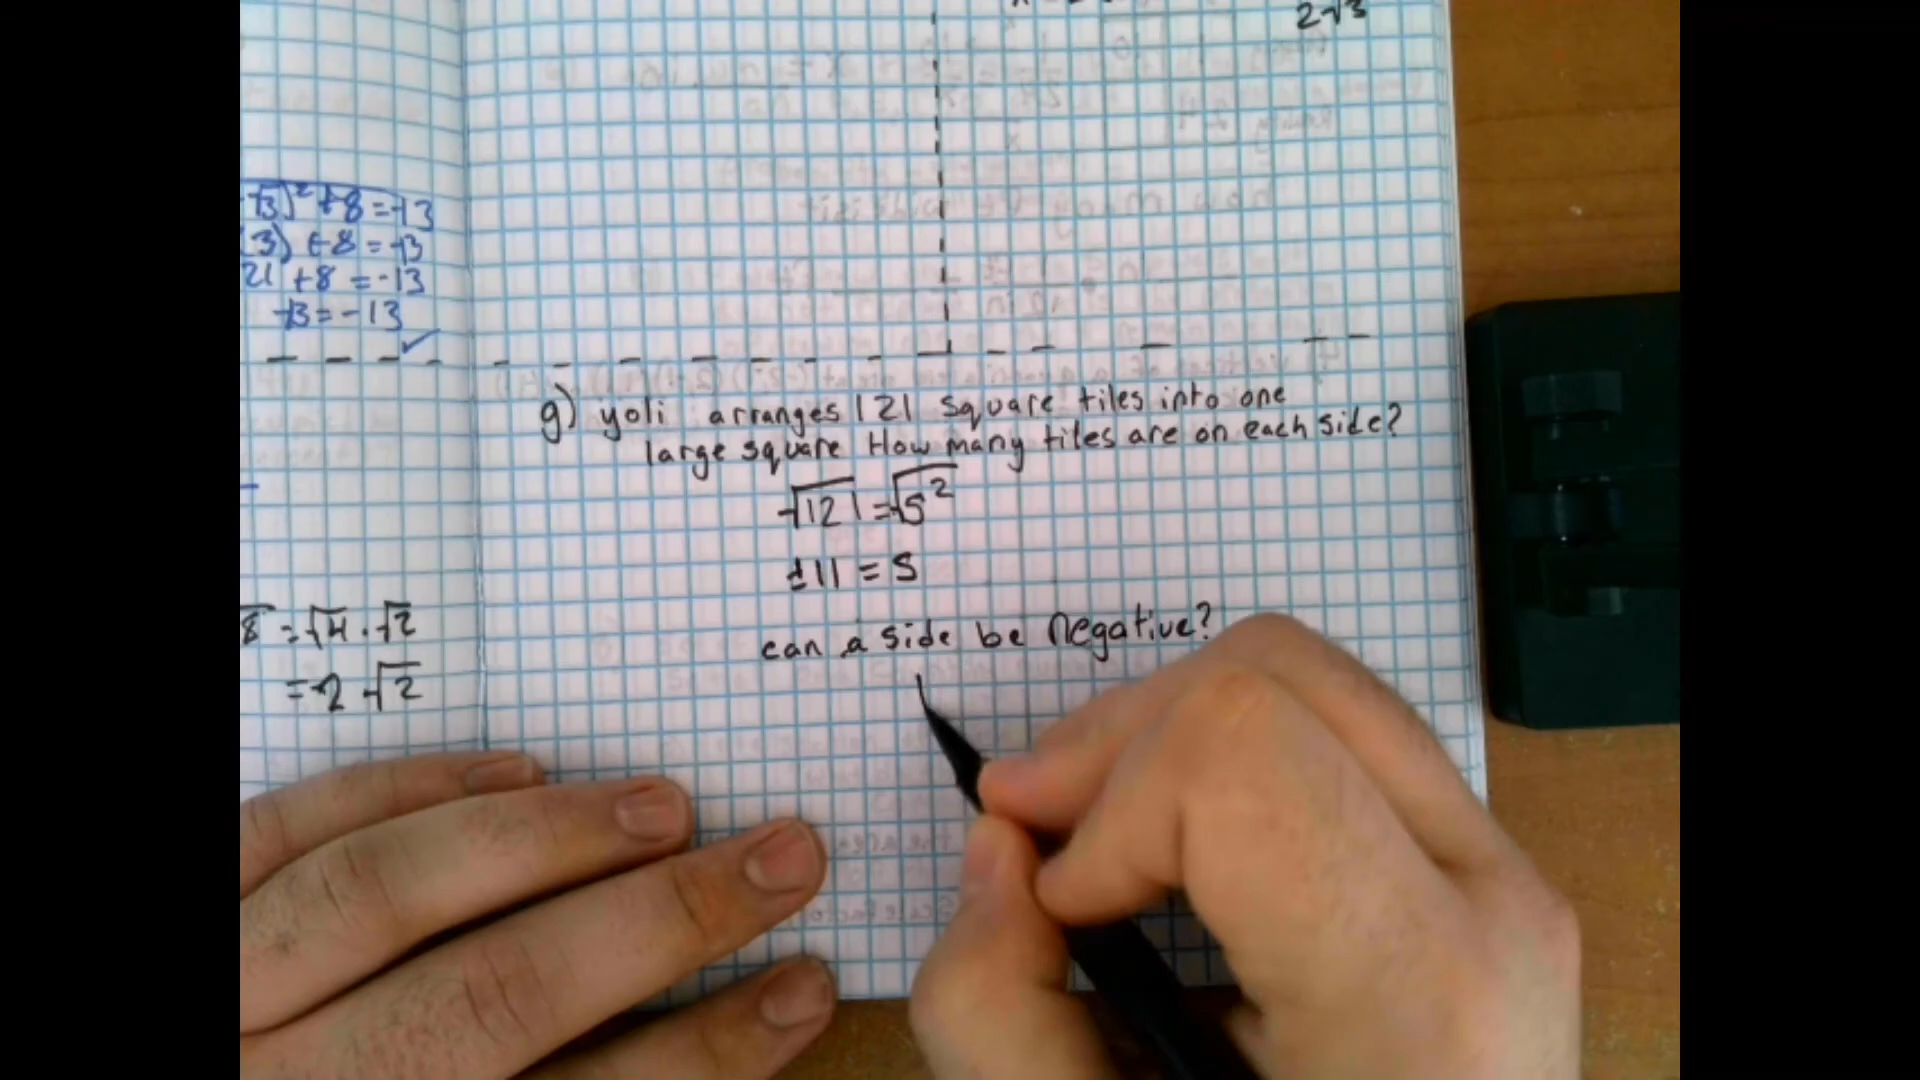 2√3
√3)² + 8 = -13
(3) + 8 = -13
21 + 8 = -13
-13 = -13 ✓
g) yoli arranges 121 square tiles into one
large square How many tiles are on each side?
√121 = √s²
±11 = s
can a side be negative?
8 = √4 · √2
= 2 √2